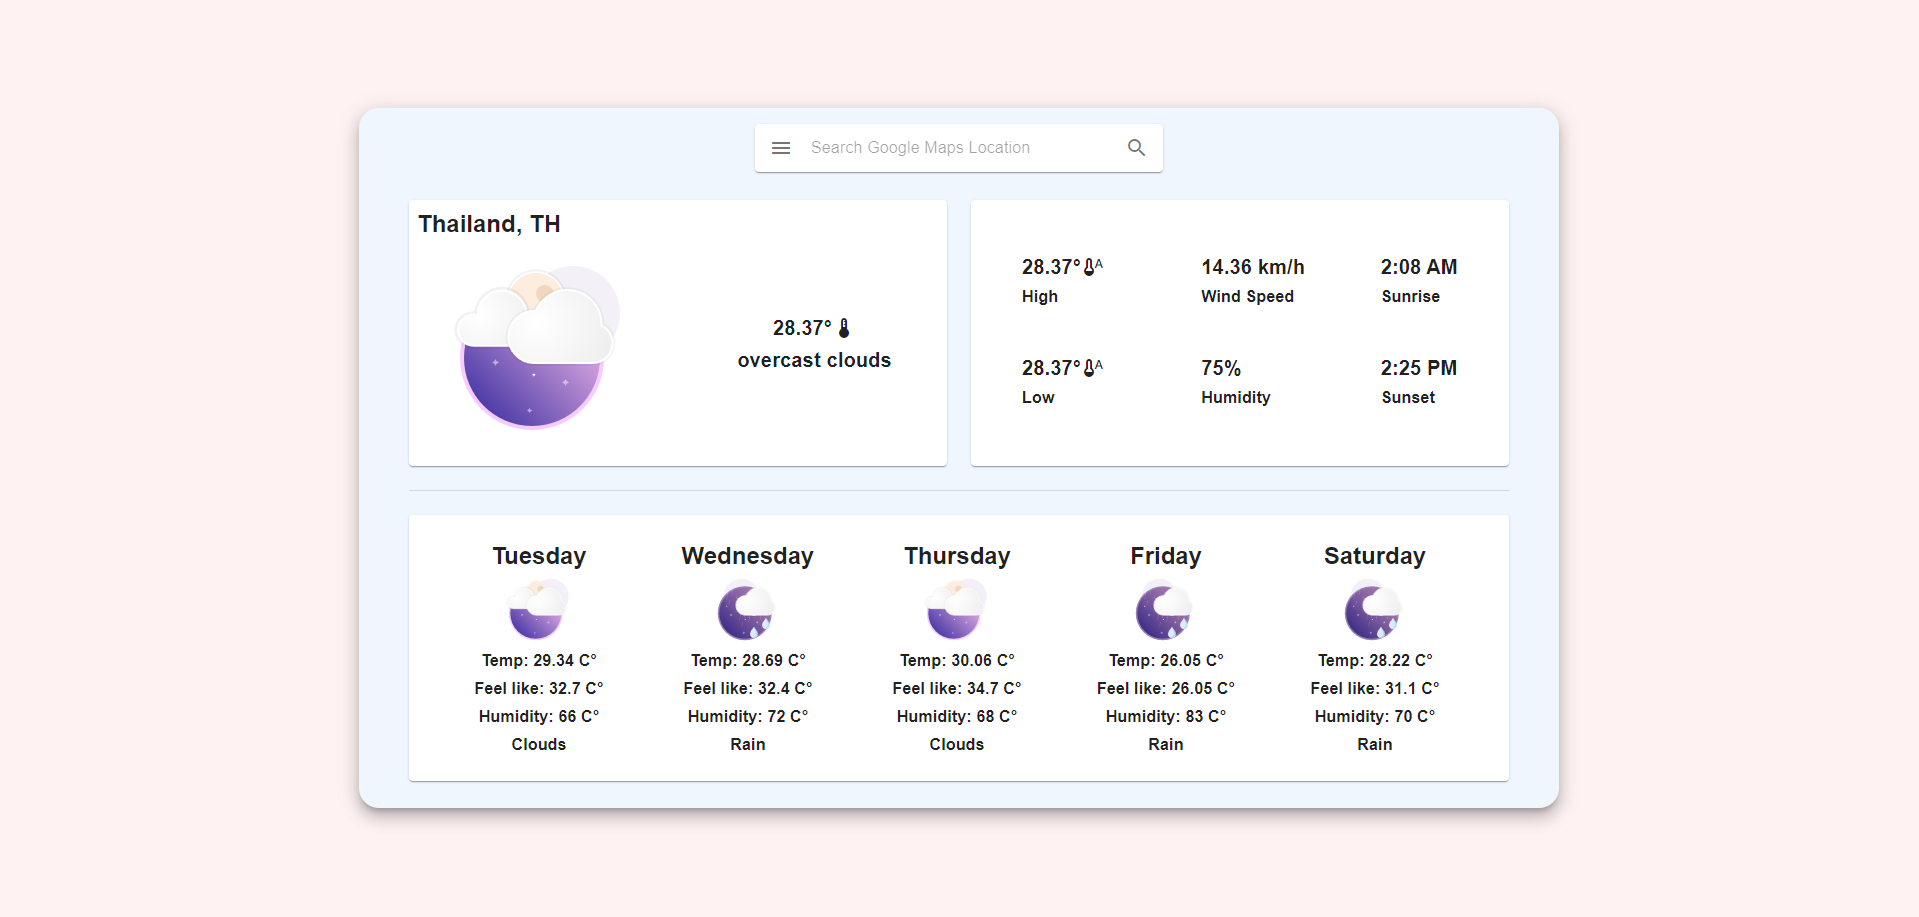 Search Google Maps Location
Thailand, TH
28.37°
overcast clouds
28.37° A
High
14.36 km/h
Wind Speed
2:08 AM
Sunrise
28.37° A
Low
75%
Humidity
2:25 PM
Sunset
Tuesday
Temp: 29.34 C°
Feel like: 32.7 C°
Humidity: 66 C°
Clouds
Wednesday
Temp: 28.69 C°
Feel like: 32.4 C°
Humidity: 72 C°
Rain
Thursday
Temp: 30.06 C°
Feel like: 34.7 C°
Humidity: 68 C°
Clouds
Friday
Temp: 26.05 C°
Feel like: 26.05 C°
Humidity: 83 C°
Rain
Saturday
Temp: 28.22 C°
Feel like: 31.1 C°
Humidity: 70 C°
Rain